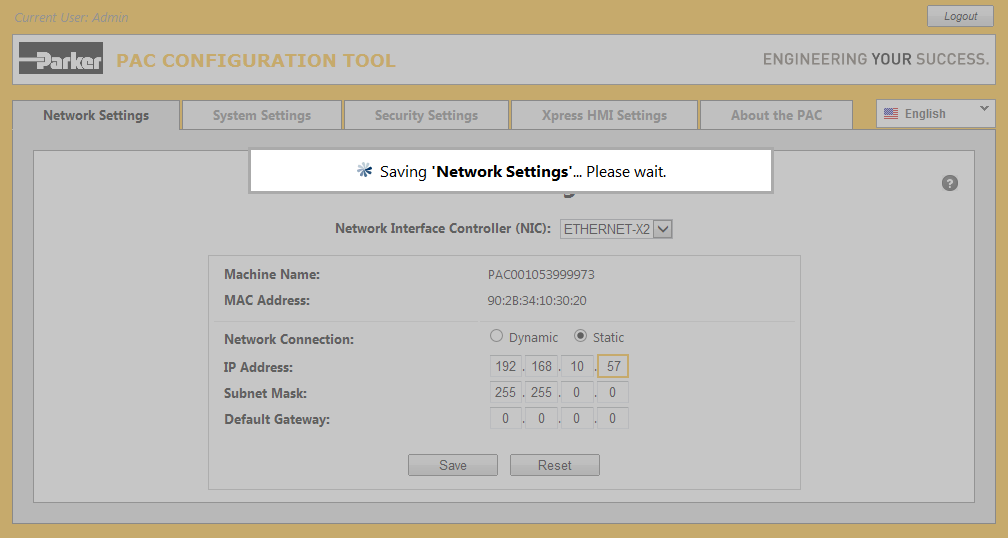 Current User: Admin
Logout
Parker
PAC CONFIGURATION TOOL
ENGINEERING YOUR SUCCESS.
Network Settings
System Settings
Security Settings
Xpress HMI Settings
About the PAC
English
Saving 'Network Settings'... Please wait.
?
Network Interface Controller (NIC): ETHERNET-X2
Machine Name: PAC001053999973
MAC Address: 90:2B:34:10:30:20
Network Connection: Dynamic Static
IP Address: 192 . 168 . 10 . 57
Subnet Mask: 255 . 255 . 0 . 0
Default Gateway: 0 . 0 . 0 . 0
Save Reset